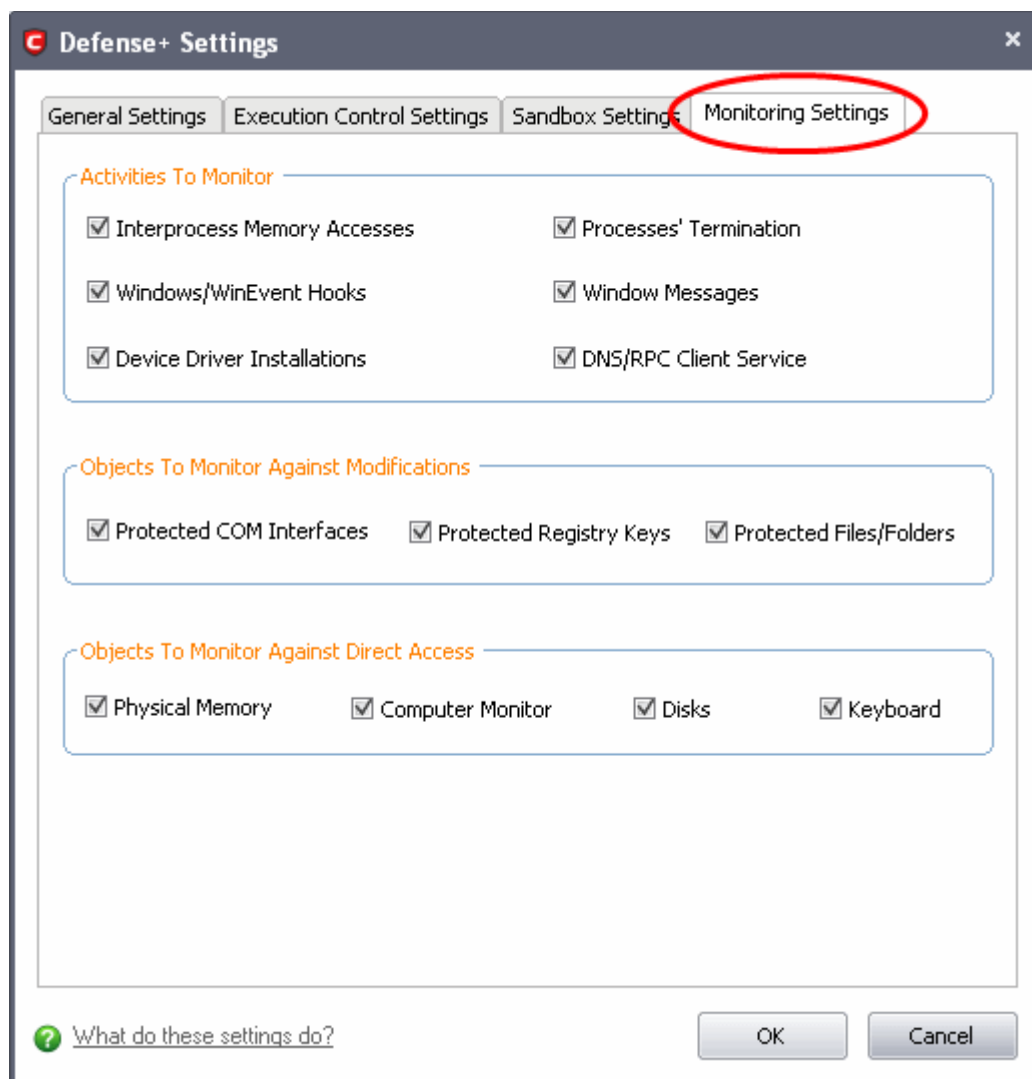 Defense+ Settings
General Settings Execution Control Settings Sandbox Settings Monitoring Settings
Activities To Monitor
Interprocess Memory Accesses Processes' Termination
Windows/WinEvent Hooks Window Messages
Device Driver Installations DNS/RPC Client Service
Objects To Monitor Against Modifications
Protected COM Interfaces Protected Registry Keys Protected Files/Folders
Objects To Monitor Against Direct Access
Physical Memory Computer Monitor Disks Keyboard
What do these settings do? OK Cancel